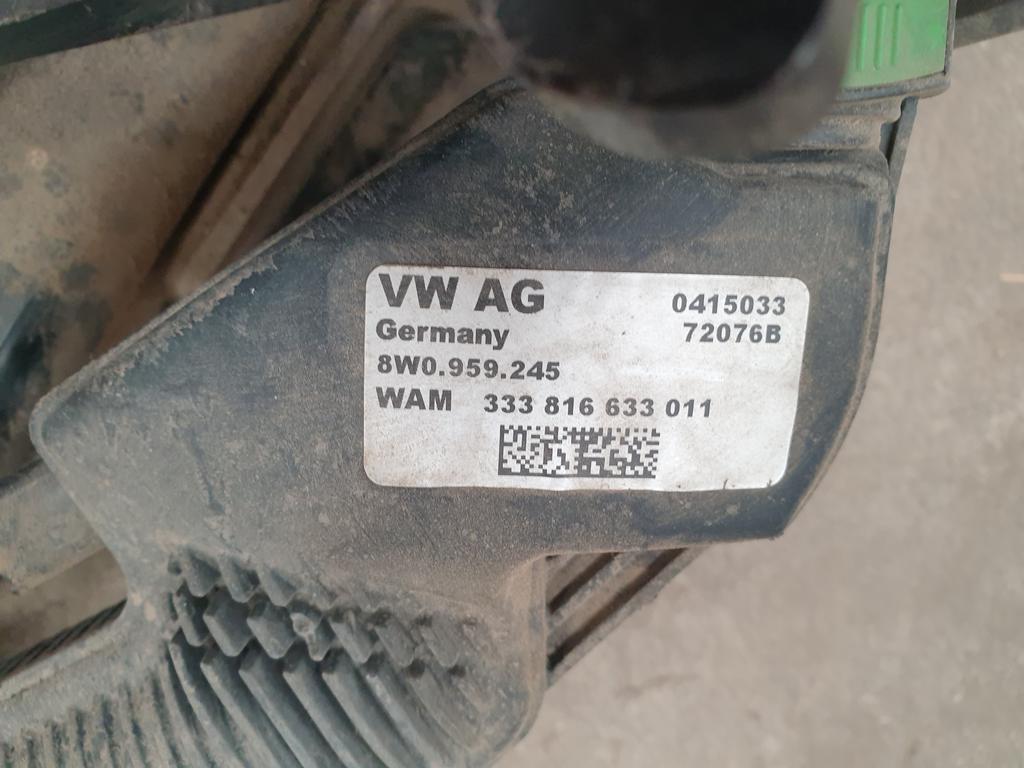 VW AG 0415033
Germany 72076B
8W0.959.245
WAM 333 816 633 011